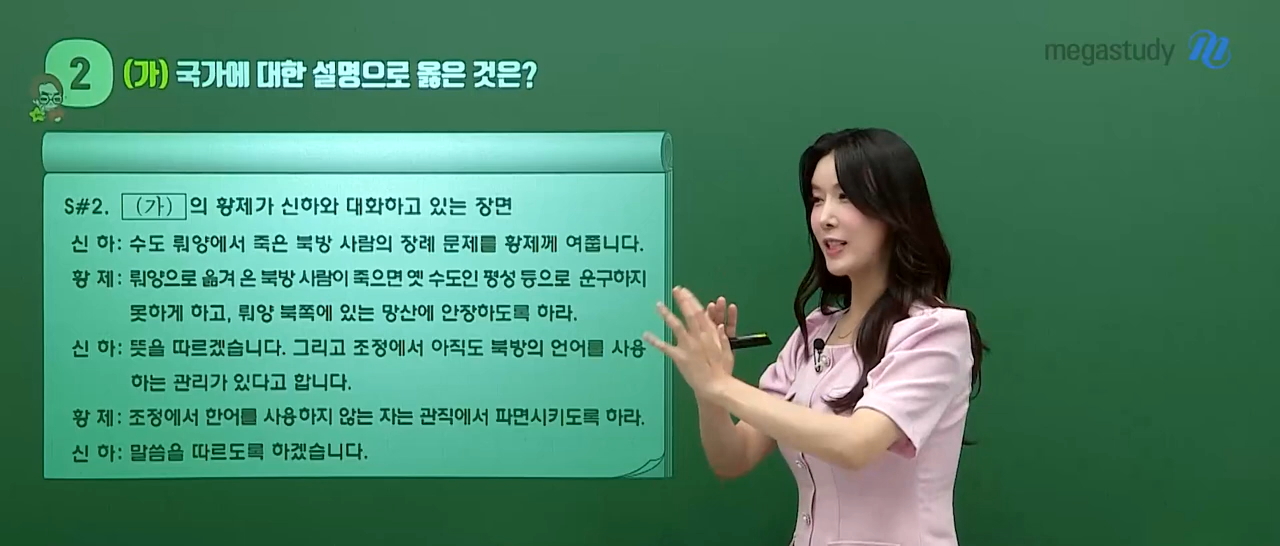 2 (가) 국가에 대한 설명으로 옳은 것은?
megastudy
S#2. (가) 의 황제가 신하와 대화하고 있는 장면
신 하: 수도 뤄양에서 죽은 북방 사람의 장례 문제를 황제께 여쭙니다.
황 제: 뤄양으로 옮겨 온 북방 사람이 죽으면 옛 수도인 평성 등으로 운구하지
못하게 하고, 뤄양 북쪽에 있는 망산에 안장하도록 하라.
신 하: 뜻을 따르겠습니다. 그리고 조정에서 아직도 북방의 언어를 사용
하는 관리가 있다고 합니다.
황 제: 조정에서 한어를 사용하지 않는 자는 관직에서 파면시키도록 하라.
신 하: 말씀을 따르도록 하겠습니다.